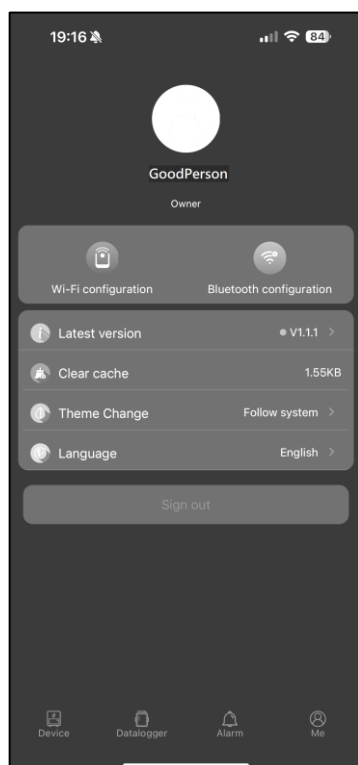 19:16 84
GoodPerson
Owner
Wi-Fi configuration Bluetooth configuration
Latest version V1.1.1
Clear cache 1.55KB
Theme Change Follow system
Language English
Sign out
Device Datalogger Alarm Me